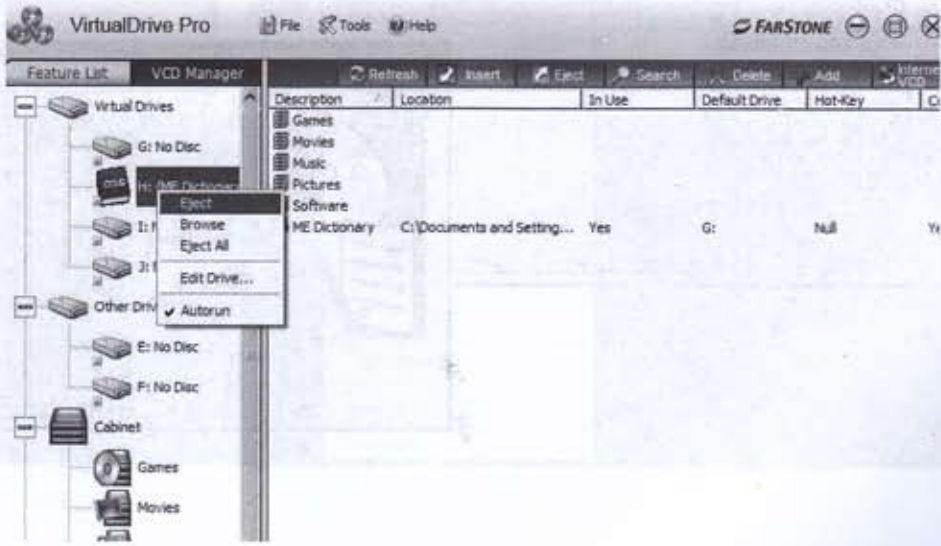 VirtualDrive Pro File Tools Help FARSTONE
Feature List VCD Manager Refresh Insert Eject Search Delete Add
Description Location In Use Default Drive Hot-Key
Virtual Drives
G: No Disc
H: ME Dictionary
Eject
Browse
Eject All
Edit Drive...
Autorun
I:
J:
Other Driv
E: No Disc
F: No Disc
Cabinet
Games
Movies
Games
Movies
Music
Pictures
Software
ME Dictionary C:\Documents and Setting... Yes G: Null